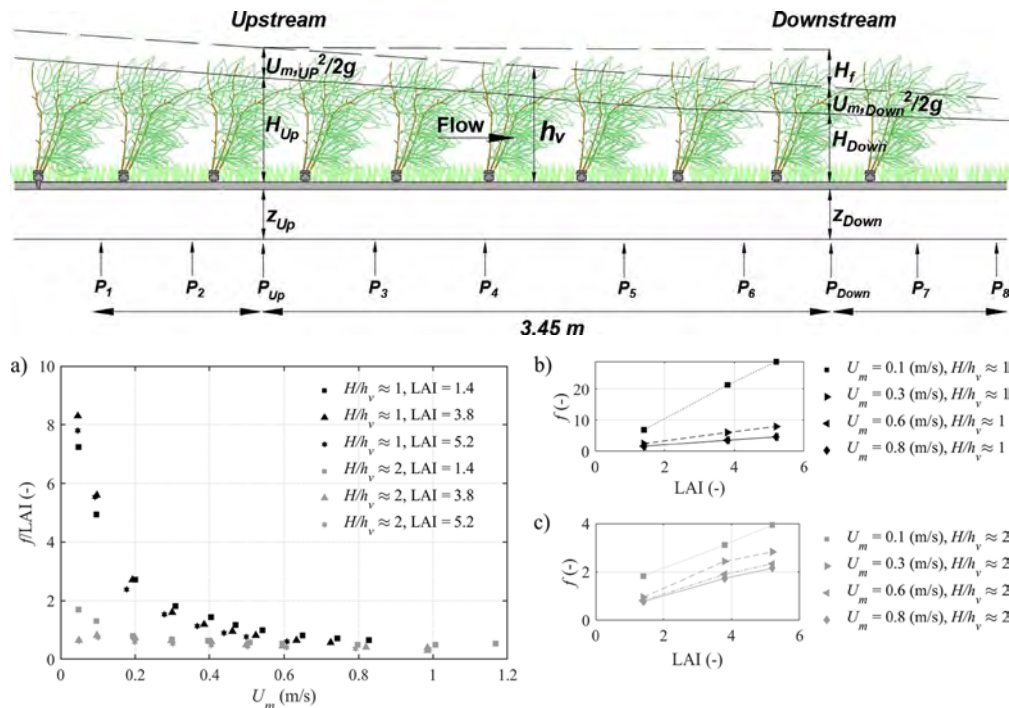 Upstream Downstream
U_m,UP²/2g
H_f
U_m,Down²/2g
H_Up
Flow
h_v
H_Down
z_Up
z_Down
P_1 P_2 P_Up P_3 P_4 P_5 P_6 P_Down P_7 P_8
3.45 m
a)
10
8
6
4
2
0
f/LAI (-)
H/h_v ≈ 1, LAI = 1.4
H/h_v ≈ 1, LAI = 3.8
H/h_v ≈ 1, LAI = 5.2
H/h_v ≈ 2, LAI = 1.4
H/h_v ≈ 2, LAI = 3.8
H/h_v ≈ 2, LAI = 5.2
0 0.2 0.4 0.6 0.8 1 1.2
U_m (m/s)
b)
20
10
0
f (-)
0 2 4 6
LAI (-)
U_m = 0.1 (m/s), H/h_v ≈ 1
U_m = 0.3 (m/s), H/h_v ≈ 1
U_m = 0.6 (m/s), H/h_v ≈ 1
U_m = 0.8 (m/s), H/h_v ≈ 1
c)
4
2
0
f (-)
0 2 4 6
LAI (-)
U_m = 0.1 (m/s), H/h_v ≈ 2
U_m = 0.3 (m/s), H/h_v ≈ 2
U_m = 0.6 (m/s), H/h_v ≈ 2
U_m = 0.8 (m/s), H/h_v ≈ 2